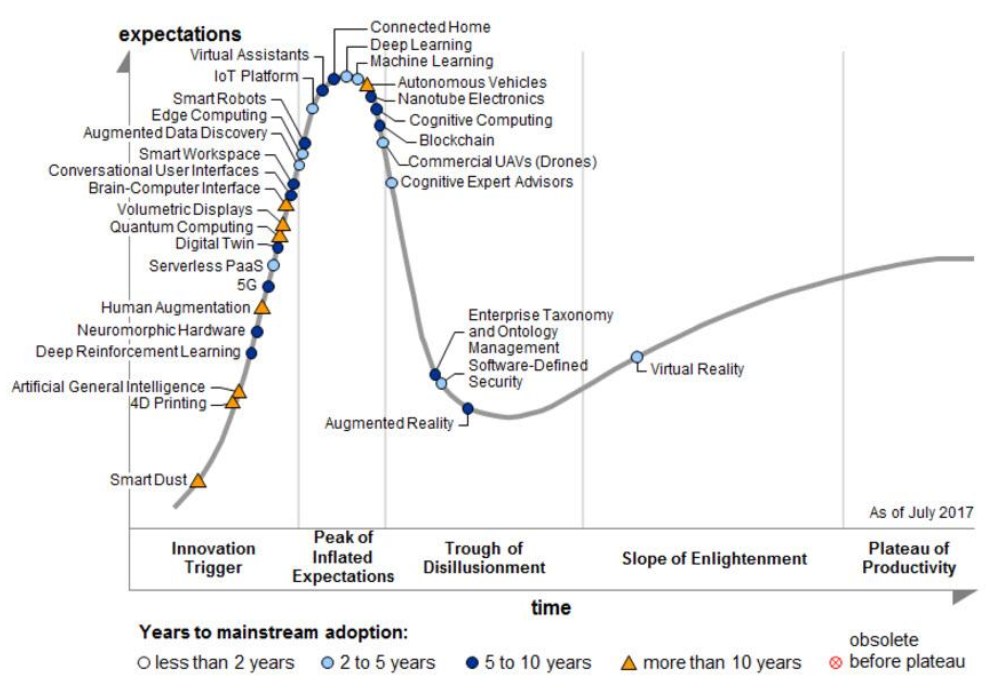 expectations
Connected Home
Deep Learning
Virtual Assistants
Machine Learning
IoT Platform
Autonomous Vehicles
Smart Robots
Nanotube Electronics
Edge Computing
Cognitive Computing
Augmented Data Discovery
Blockchain
Smart Workspace
Commercial UAVs (Drones)
Conversational User Interfaces
Brain-Computer Interface
Cognitive Expert Advisors
Volumetric Displays
Quantum Computing
Digital Twin
Serverless PaaS
5G
Human Augmentation
Neuromorphic Hardware
Deep Reinforcement Learning
Artificial General Intelligence
4D Printing
Smart Dust
Enterprise Taxonomy
and Ontology
Management
Software-Defined
Security
Augmented Reality
Virtual Reality
As of July 2017
Innovation
Trigger
Peak of
Inflated
Expectations
Trough of
Disillusionment
Slope of Enlightenment
Plateau of
Productivity
time
Years to mainstream adoption:
less than 2 years
2 to 5 years
5 to 10 years
more than 10 years
obsolete
before plateau